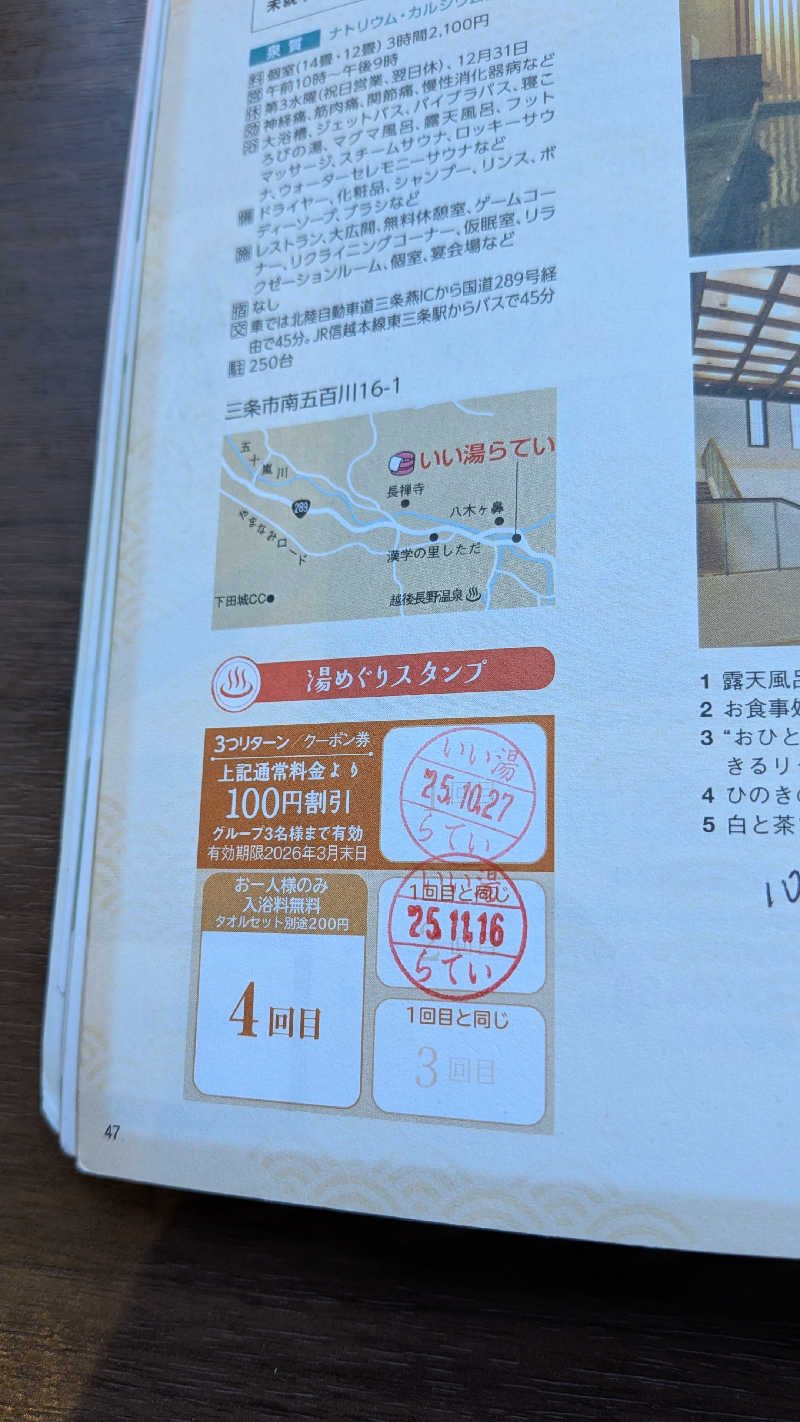 泉質
ナトリウム・カルシウム
料 個室(14畳・12畳) 3時間2,100円
営 午前10時〜午後9時
休 第3水曜(祝日営業、翌日休)、12月31日
効 神経痛、筋肉痛、関節痛、慢性消化器病など
浴 大浴槽、ジェットバス、バイブラバス、寝こ
ろびの湯、マグマ風呂、露天風呂、フット
マッサージ、スチームサウナ、ロッキーサウ
ナ、ウォーターセレモニーサウナなど
備 ドライヤー、化粧品、シャンプー、リンス、ボ
ディーソープ、ブラシなど
施 レストラン、大広間、無料休憩室、ゲームコー
ナー、リクライニングコーナー、仮眠室、リラ
クゼーションルーム、個室、宴会場など
宿 なし
交 車では北陸自動車道三条燕ICから国道289号経
由で45分。JR信越本線東三条駅からバスで45分
駐 250台
三条市南五百川16-1
いい湯らてい
五十嵐川
289
長禅寺
八木ヶ鼻
やまなみロード
漢学の里しただ
下田城CC
越後長野温泉
湯めぐりスタンプ
3つリターン/クーポン券
上記通常料金より
100円割引
グループ3名様まで有効
有効期限2026年3月末日
いい湯
'25.10.27
らてい
お一人様のみ
入浴料無料
タオルセット別途200円
4回目
1回目と同じ
いい湯
'25.11.16
らてい
1回目と同じ
3回目
1 露天風呂
2 お食事処
3 “おひと
きるリ
4 ひのきの
5 白と茶
47